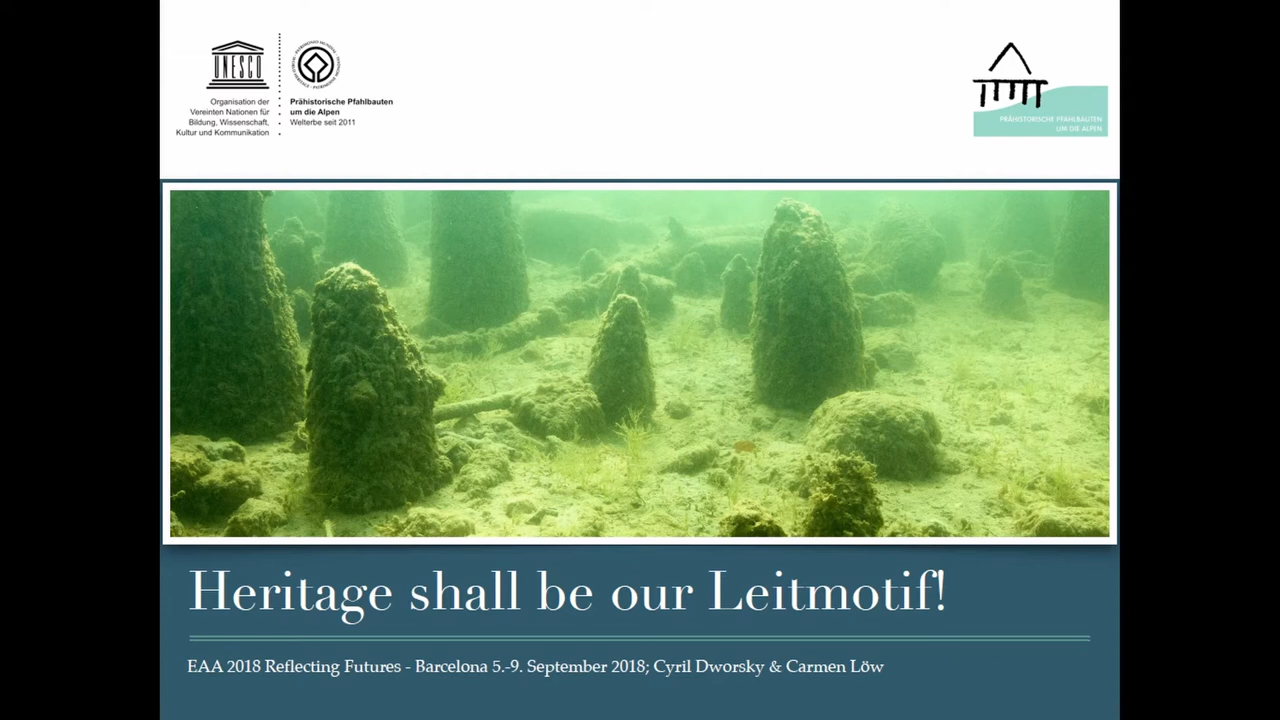 UNESCO
Organisation der
Vereinten Nationen für
Bildung, Wissenschaft,
Kultur und Kommunikation
Prähistorische Pfahlbauten
um die Alpen
Welterbe seit 2011
PRÄHISTORISCHE PFAHLBAUTEN
UM DIE ALPEN
Heritage shall be our Leitmotif!
EAA 2018 Reflecting Futures - Barcelona 5.-9. September 2018; Cyril Dworsky & Carmen Löw